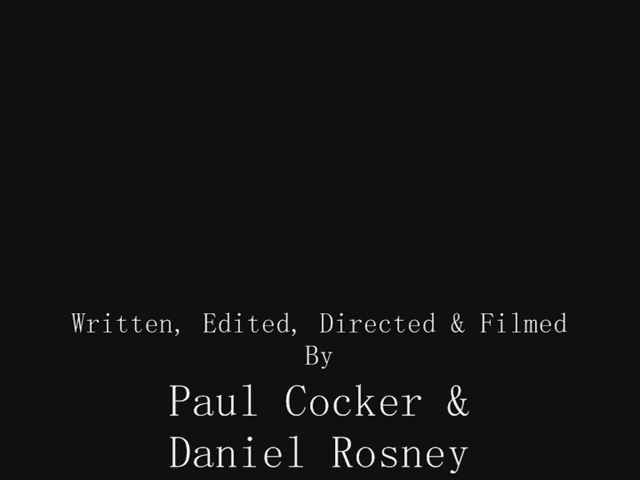 Written, Edited, Directed & Filmed
By
Paul Cocker &
Daniel Rosney